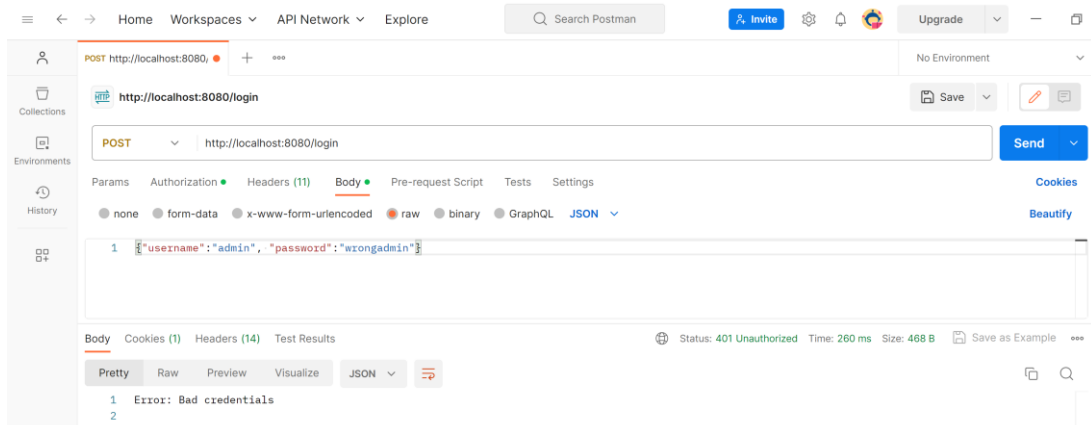 Home Workspaces API Network Explore Search Postman Invite Upgrade
POST http://localhost:8080/ No Environment
HTTP http://localhost:8080/login Save
Collections
POST http://localhost:8080/login Send
Environments
Params Authorization Headers (11) Body Pre-request Script Tests Settings Cookies
History
none form-data x-www-form-urlencoded raw binary GraphQL JSON Beautify
1 {"username":"admin", "password":"wrongadmin"}
Body Cookies (1) Headers (14) Test Results Status: 401 Unauthorized Time: 260 ms Size: 468 B Save as Example
Pretty Raw Preview Visualize JSON
1 Error: Bad credentials
2